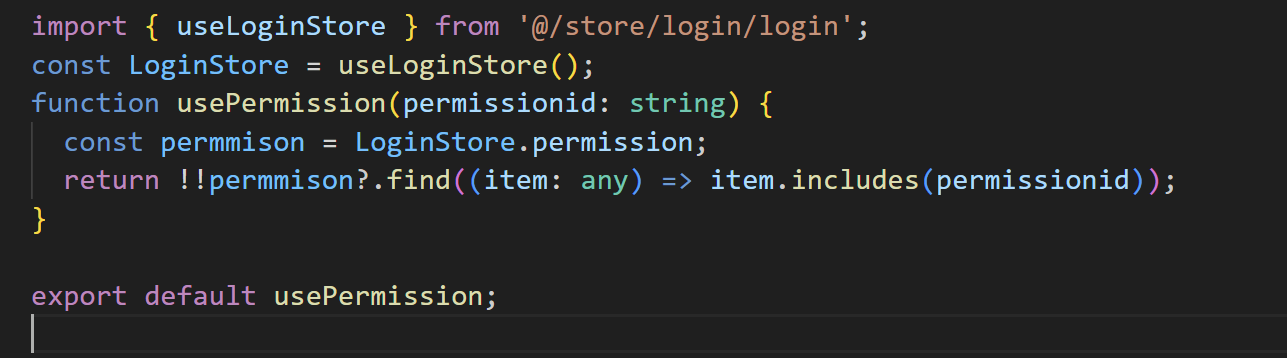 import { useLoginStore } from '@/store/login/login';
const LoginStore = useLoginStore();
function usePermission(permissionid: string) {
  const permmison = LoginStore.permission;
  return !!permmison?.find((item: any) => item.includes(permissionid));
}
export default usePermission;